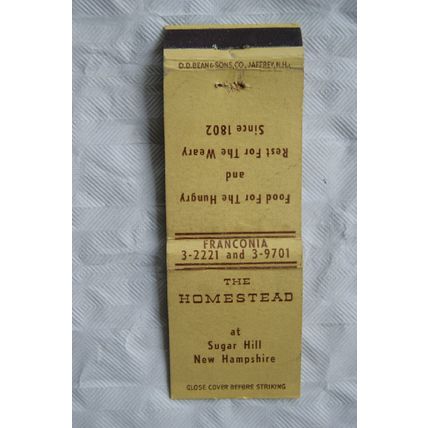 D.D. BEAN & SONS, CO., JAFFREY, N.H.
Food For The Hungry
and
Rest For The Weary
Since 1802
FRANCONIA
3-2221 and 3-9701
THE
HOMESTEAD
at
Sugar Hill
New Hampshire
CLOSE COVER BEFORE STRIKING